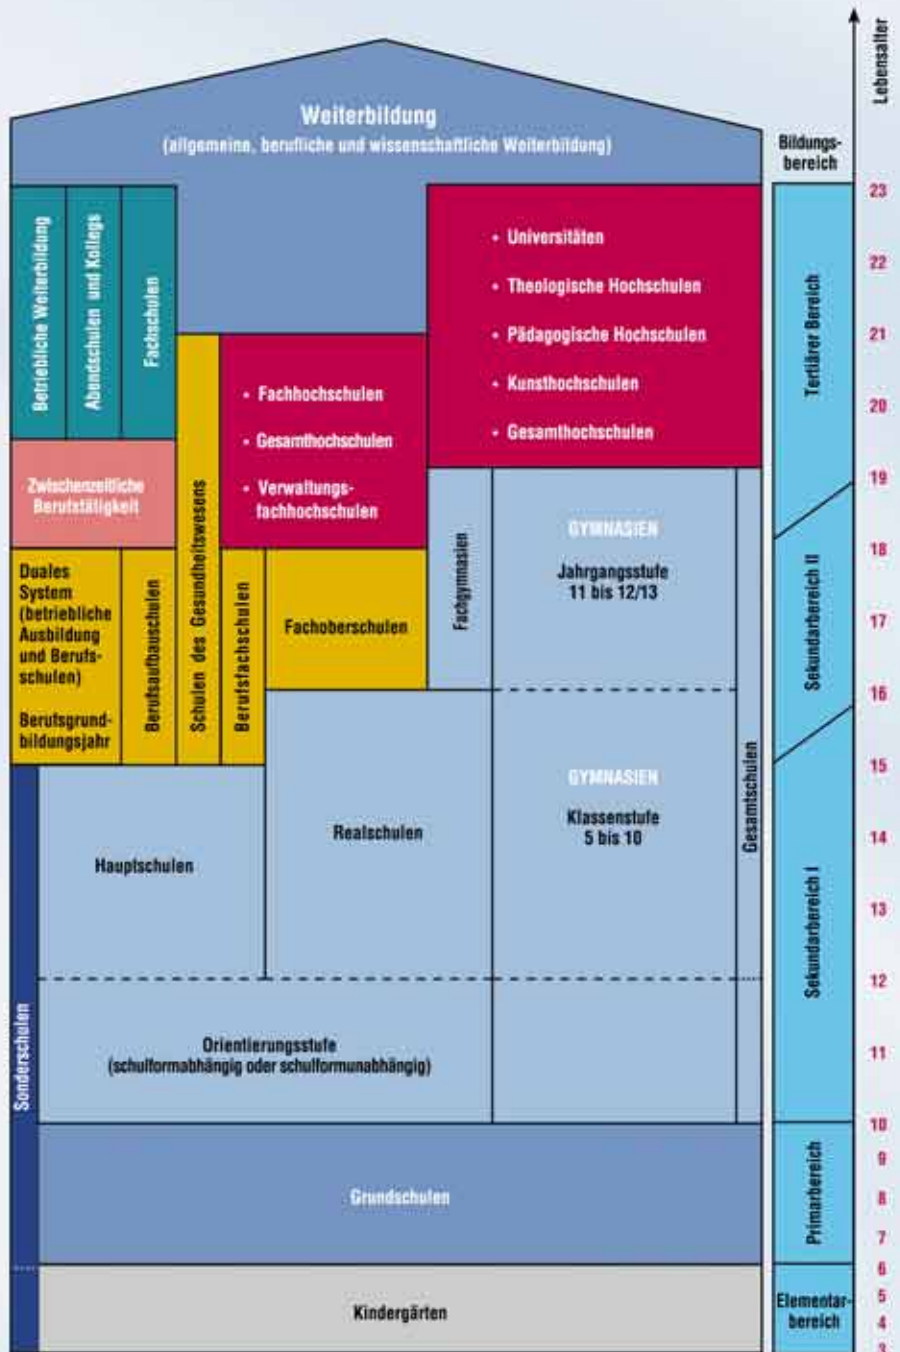 Lebensalter
Weiterbildung
(allgemeine, berufliche und wissenschaftliche Weiterbildung)
Bildungs-
bereich
Betriebliche Weiterbildung
Abendschulen und Kollegs
Fachschulen
• Universitäten
• Theologische Hochschulen
• Pädagogische Hochschulen
• Kunsthochschulen
• Gesamthochschulen
• Fachhochschulen
• Gesamthochschulen
• Verwaltungs-
fachhochschulen
Zwischenzeitliche
Berufstätigkeit
Duales
System
(betriebliche
Ausbildung
und Berufs-
schulen)
Berufsgrund-
bildungsjahr
Berufsaufbauschulen
Schulen des Gesundheitswesens
Berufsfachschulen
Fachoberschulen
Fachgymnasien
GYMNASIEN
Jahrgangsstufe
11 bis 12/13
GYMNASIEN
Klassenstufe
5 bis 10
Gesamtschulen
Realschulen
Hauptschulen
Sonderschulen
Orientierungsstufe
(schulformabhängig oder schulformunabhängig)
Grundschulen
Kindergärten
Tertiärer Bereich
Sekundarbereich II
Sekundarbereich I
Primarbereich
Elementar-
bereich
23
22
21
20
19
18
17
16
15
14
13
12
11
10
9
8
7
6
5
4
3